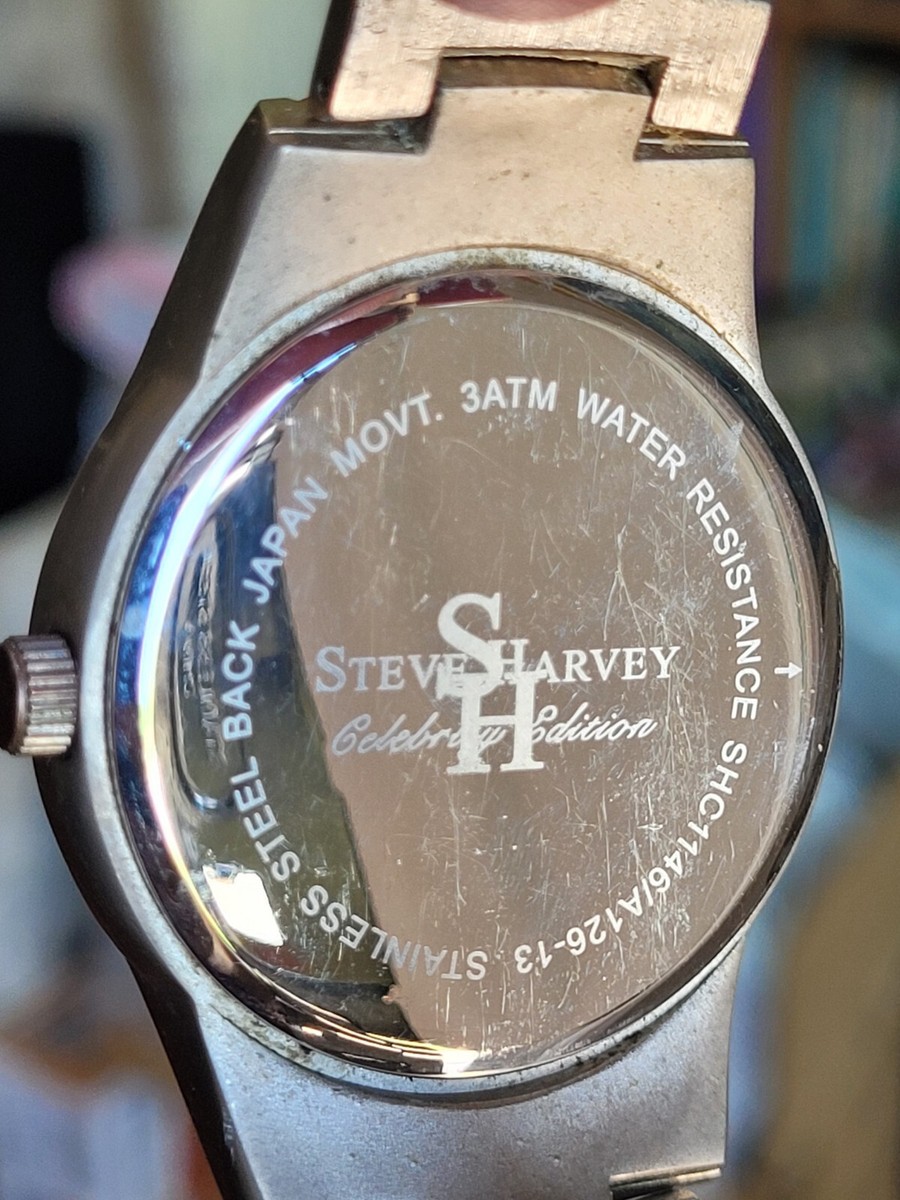 STAINLESS STEEL BACK JAPAN MOVT. 3ATM WATER RESISTANCE SHC1146/A126-13
SH
STEVE HARVEY
Celebrity Edition